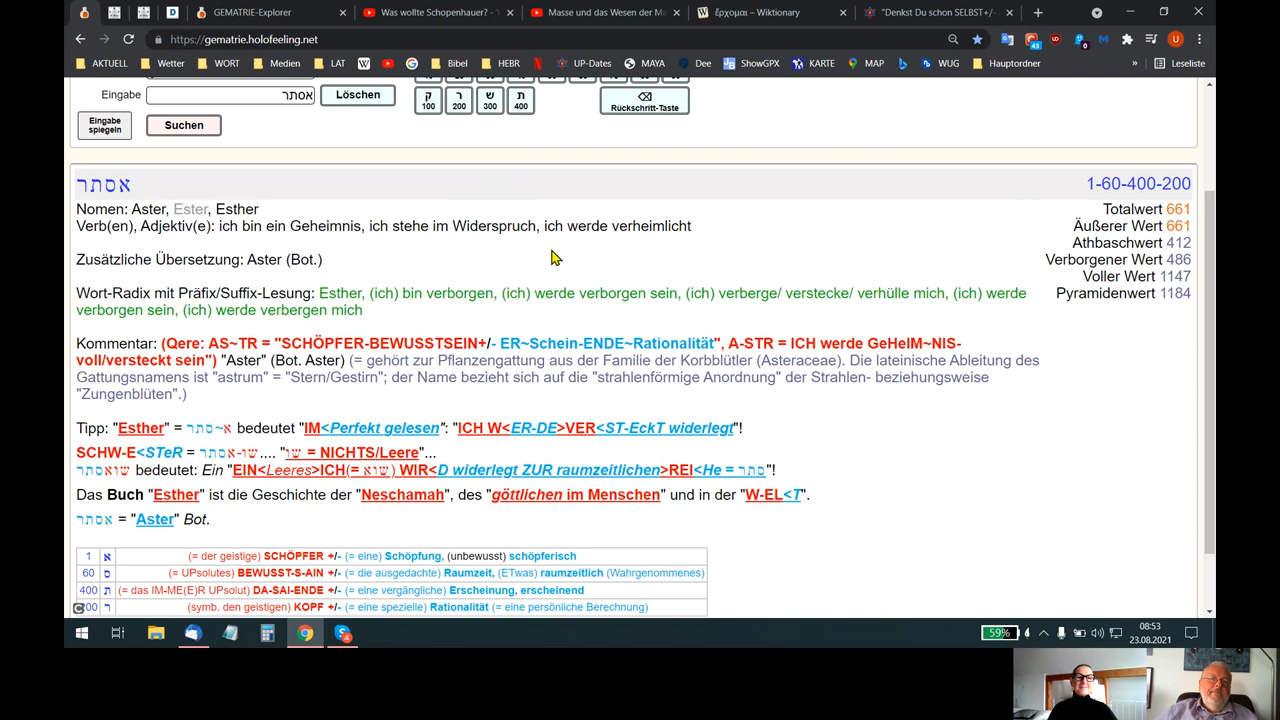 GEMATRIE-Explorer
Was wollte Schopenhauer? -
Masse und das Wesen der Ma
ἔρχομαι – Wiktionary
"Denkst Du schon SELBST+/-
https://gematrie.holofeeling.net
43
0
U
AKTUELL Wetter WORT Medien LAT Bibel HEBR UP-Dates MAYA Dee ShowGPX KARTE MAP WUG Hauptordner » Leseliste
Eingabe אסתר Löschen
ק ר ש ת
100 200 300 400
Rückschritt-Taste
Eingabe spiegeln
Suchen
אסתר 1-60-400-200
Nomen: Aster, Ester, Esther
Totalwert 661
Verb(en), Adjektiv(e): ich bin ein Geheimnis, ich stehe im Widerspruch, ich werde verheimlicht
Äußerer Wert 661
Athbaschwert 412
Zusätzliche Übersetzung: Aster (Bot.)
Verborgener Wert 486
Voller Wert 1147
Wort-Radix mit Präfix/Suffix-Lesung: Esther, (ich) bin verborgen, (ich) werde verborgen sein, (ich) verberge/ verstecke/ verhülle mich, (ich) werde
Pyramidenwert 1184
verborgen sein, (ich) werde verbergen mich
Kommentar: (Qere: AS~TR = "SCHÖPFER-BEWUSSTSEIN+/- ER~Schein-ENDE~Rationalität", A-STR = ICH werde GeHeIM~NIS-
voll/versteckt sein") "Aster" (Bot. Aster) (= gehört zur Pflanzengattung aus der Familie der Korbblütler (Asteraceae). Die lateinische Ableitung des
Gattungsnamens ist "astrum" = "Stern/Gestirn"; der Name bezieht sich auf die "strahlenförmige Anordnung" der Strahlen- beziehungsweise
"Zungenblüten".)
Tipp: "Esther" = א~סתר bedeutet "IM<Perfekt gelesen": "ICH W<ER-DE>VER<ST-EckT widerlegt"!
SCHW-E<STeR = שו-אסתר.... "שו = NICHTS/Leere"...
שואסתר bedeutet: Ein "EIN<Leeres>ICH(= שוא) WIR<D widerlegt ZUR raumzeitlichen>REI<He = סתר"!
Das Buch "Esther" ist die Geschichte der "Neschamah", des "göttlichen im Menschen" und in der "W-EL<T".
אסתר = "Aster" Bot.
1 א (= der geistige) SCHÖPFER +/- (= eine) Schöpfung, (unbewusst) schöpferisch
60 ס (= UPsolutes) BEWUSST-S-AIN +/- (= die ausgedachte) Raumzeit, (ETwas) raumzeitlich (Wahrgenommenes)
400 ת (= das IM-ME(E)R UPsolut) DA-SAI-ENDE +/- (= eine vergängliche) Erscheinung, erscheinend
200 ר (symb. den geistigen) KOPF +/- (= eine spezielle) Rationalität (= eine persönliche Berechnung)
59%
08:53
23.08.2021